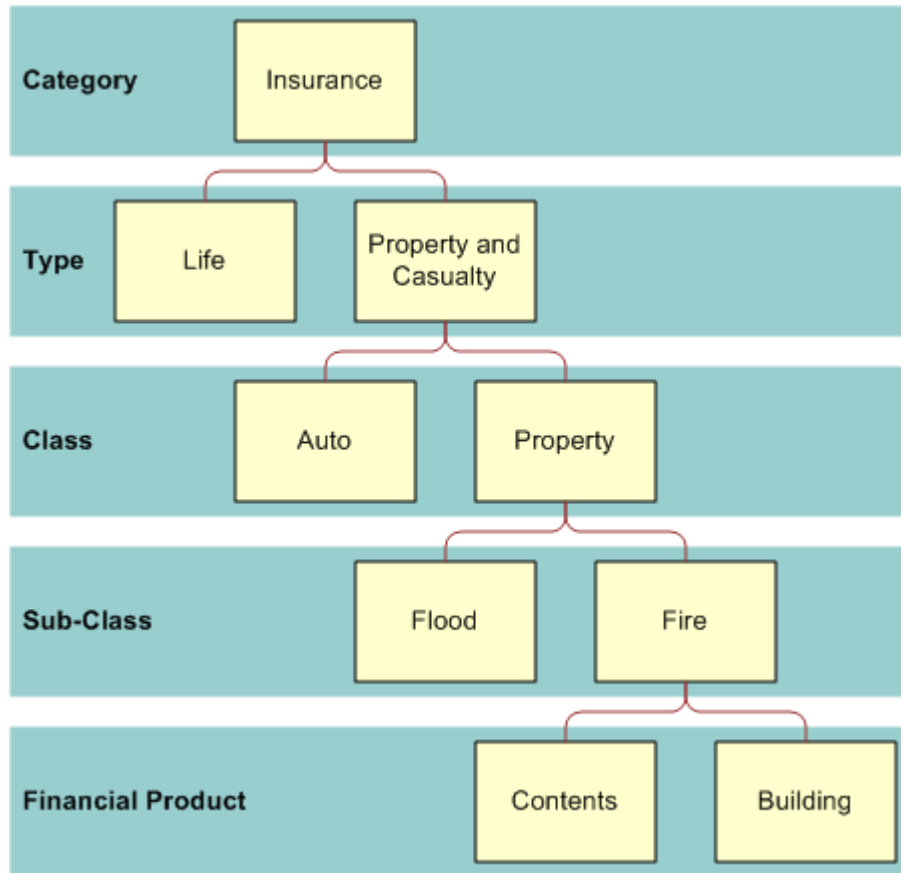 Category
Insurance
Type
Life
Property and
Casualty
Class
Auto
Property
Sub-Class
Flood
Fire
Financial Product
Contents
Building